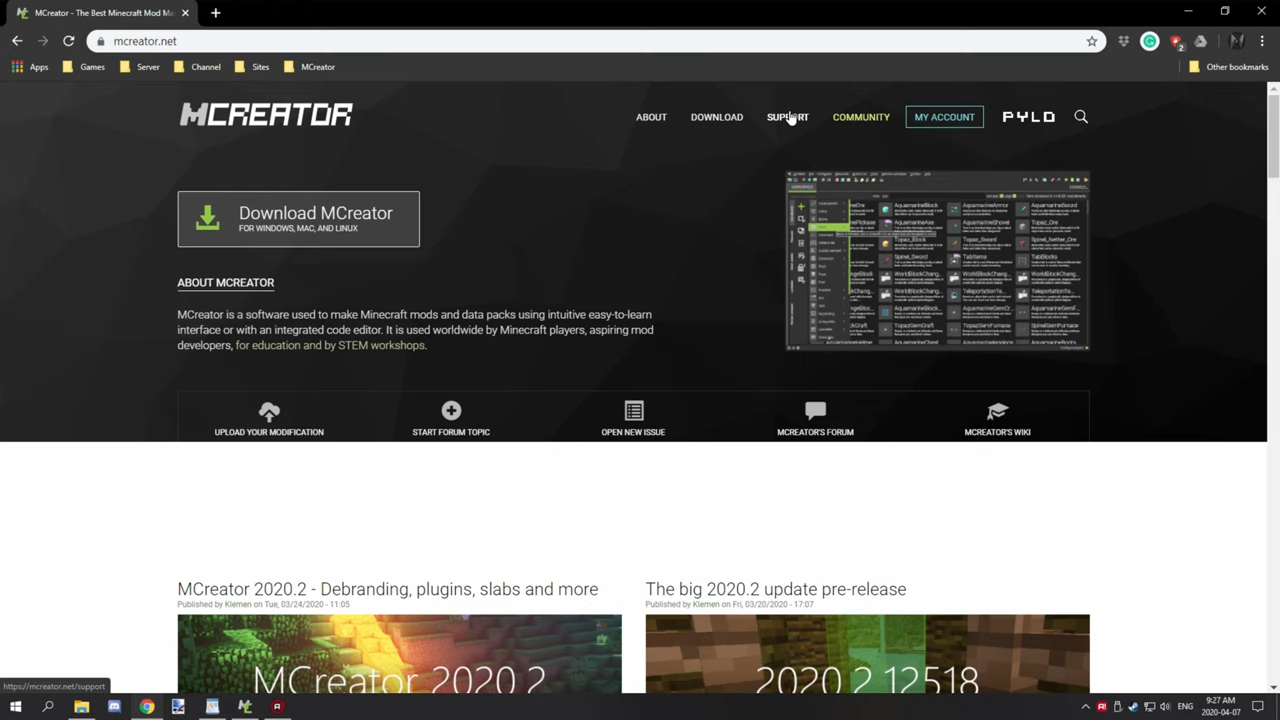 MCreator - The Best Minecraft Mod M
mcreator.net
2
Apps
Games
Server
Channel
Sites
MCreator
Other bookmarks
MCREATOR
ABOUT
DOWNLOAD
SUPPORT
COMMUNITY
MY ACCOUNT
PYLO
Download MCreator
FOR WINDOWS, MAC, AND LINUX
ABOUT MCREATOR
MCreator is a software used to make Minecraft mods and datapacks using intuitive easy-to-learn
interface or with an integrated code editor. It is used worldwide by Minecraft players, aspiring mod
developers, for education and by STEM workshops.
UPLOAD YOUR MODIFICATION
START FORUM TOPIC
OPEN NEW ISSUE
MCREATOR'S FORUM
MCREATOR'S WIKI
MCreator 2020.2 - Debranding, plugins, slabs and more
Published by Klemen on Tue, 03/24/2020 - 11:05
The big 2020.2 update pre-release
Published by Klemen on Fri, 03/20/2020 - 17:07
MCreator 2020.2
2020.2.12518
https://mcreator.net/support
ENG
9:27 AM
2020-04-07